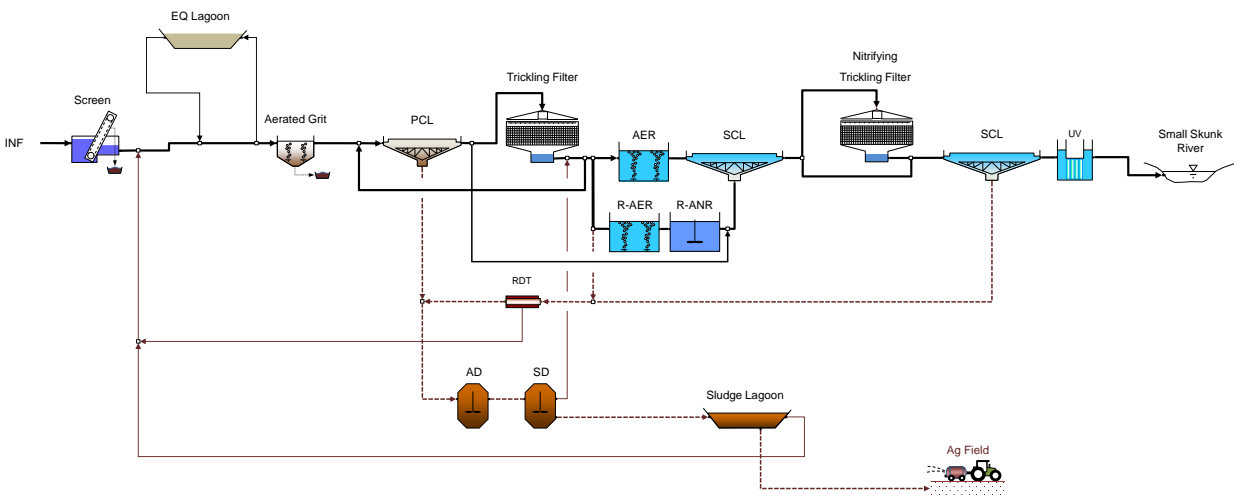 EQ Lagoon
Nitrifying
Trickling Filter
Trickling Filter
Screen
Aerated Grit
PCL
AER
SCL
SCL
UV
Small Skunk
River
INF
R-AER
R-ANR
RDT
AD
SD
Sludge Lagoon
Ag Field